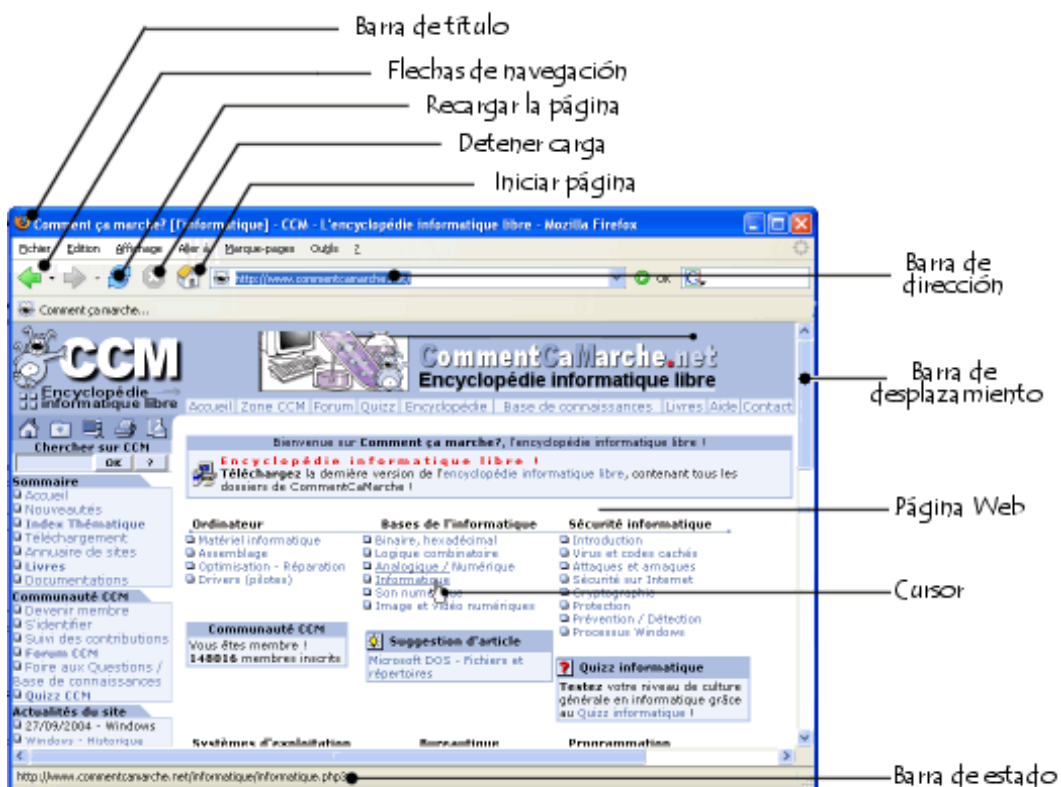 Barra de título
Flechas de navegación
Recargar la página
Detener carga
Iniciar página
Comment ça marche? [l'informatique] - CCM - L'encyclopédie informatique libre - Mozilla Firefox
Fichier Edition Affichage Aller à Marque-pages Outils ?
http://www.commentcamarche.net/
OK
Barra de dirección
Comment ça marche...
CCM
Encyclopédie
informatique libre
CommentCaMarche.net
Encyclopédie informatique libre
Barra de desplazamiento
Accueil Zone CCM Forum Quizz Encyclopédie Base de connaissances Livres Aide Contact
Chercher sur CCM
OK ?
Bienvenue sur Comment ça marche?, l'encyclopédie informatique libre !
Encyclopédie informatique libre !
Téléchargez la dernière version de l'encyclopédie informatique libre, contenant tous les
dossiers de CommentCaMarche !
Página Web
Sommaire
Accueil
Nouveautés
Index Thématique
Téléchargement
Annuaire de sites
Livres
Documentations
Communauté CCM
Devenir membre
S'identifier
Suivi des contributions
Forum CCM
Foire aux Questions /
Base de connaissances
Quizz CCM
Actualités du site
27/09/2004 - Windows
Windows - Historique
Ordinateur
Matériel informatique
Assemblage
Optimisation - Réparation
Drivers (pilotes)
Bases de l'informatique
Binaire, hexadécimal
Logique combinatoire
Analogique / Numérique
Informatique
Son numérique
Image et vidéo numériques
Sécurité informatique
Introduction
Virus et codes cachés
Attaques et arnaques
Sécurité sur Internet
Cryptographie
Protection
Prévention / Détection
Processus Windows
Cursor
Communauté CCM
Vous êtes membre !
148016 membres inscrits
Suggestion d'article
Microsoft DOS - Fichiers et
répertoires
Quizz informatique
Testez votre niveau de culture
générale en informatique grâce
au Quizz informatique !
Systèmes d'exploitation
Bureautique
Programmation
http://www.commentcamarche.net/informatique/informatique.php3
Barra de estado